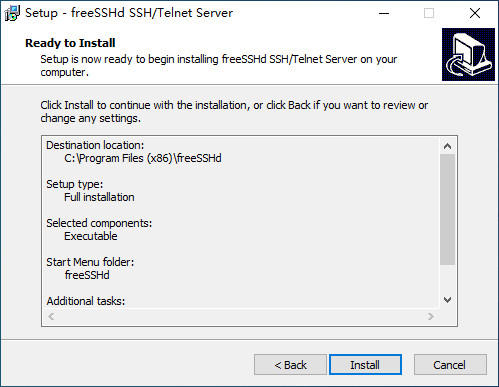 Setup - freeSSHd SSH/Telnet Server
Ready to Install
Setup is now ready to begin installing freeSSHd SSH/Telnet Server on your
computer.
Click Install to continue with the installation, or click Back if you want to review or
change any settings.
Destination location:
C:\Program Files (x86)\freeSSHd
Setup type:
Full installation
Selected components:
Executable
Start Menu folder:
freeSSHd
Additional tasks:
< Back
Install
Cancel